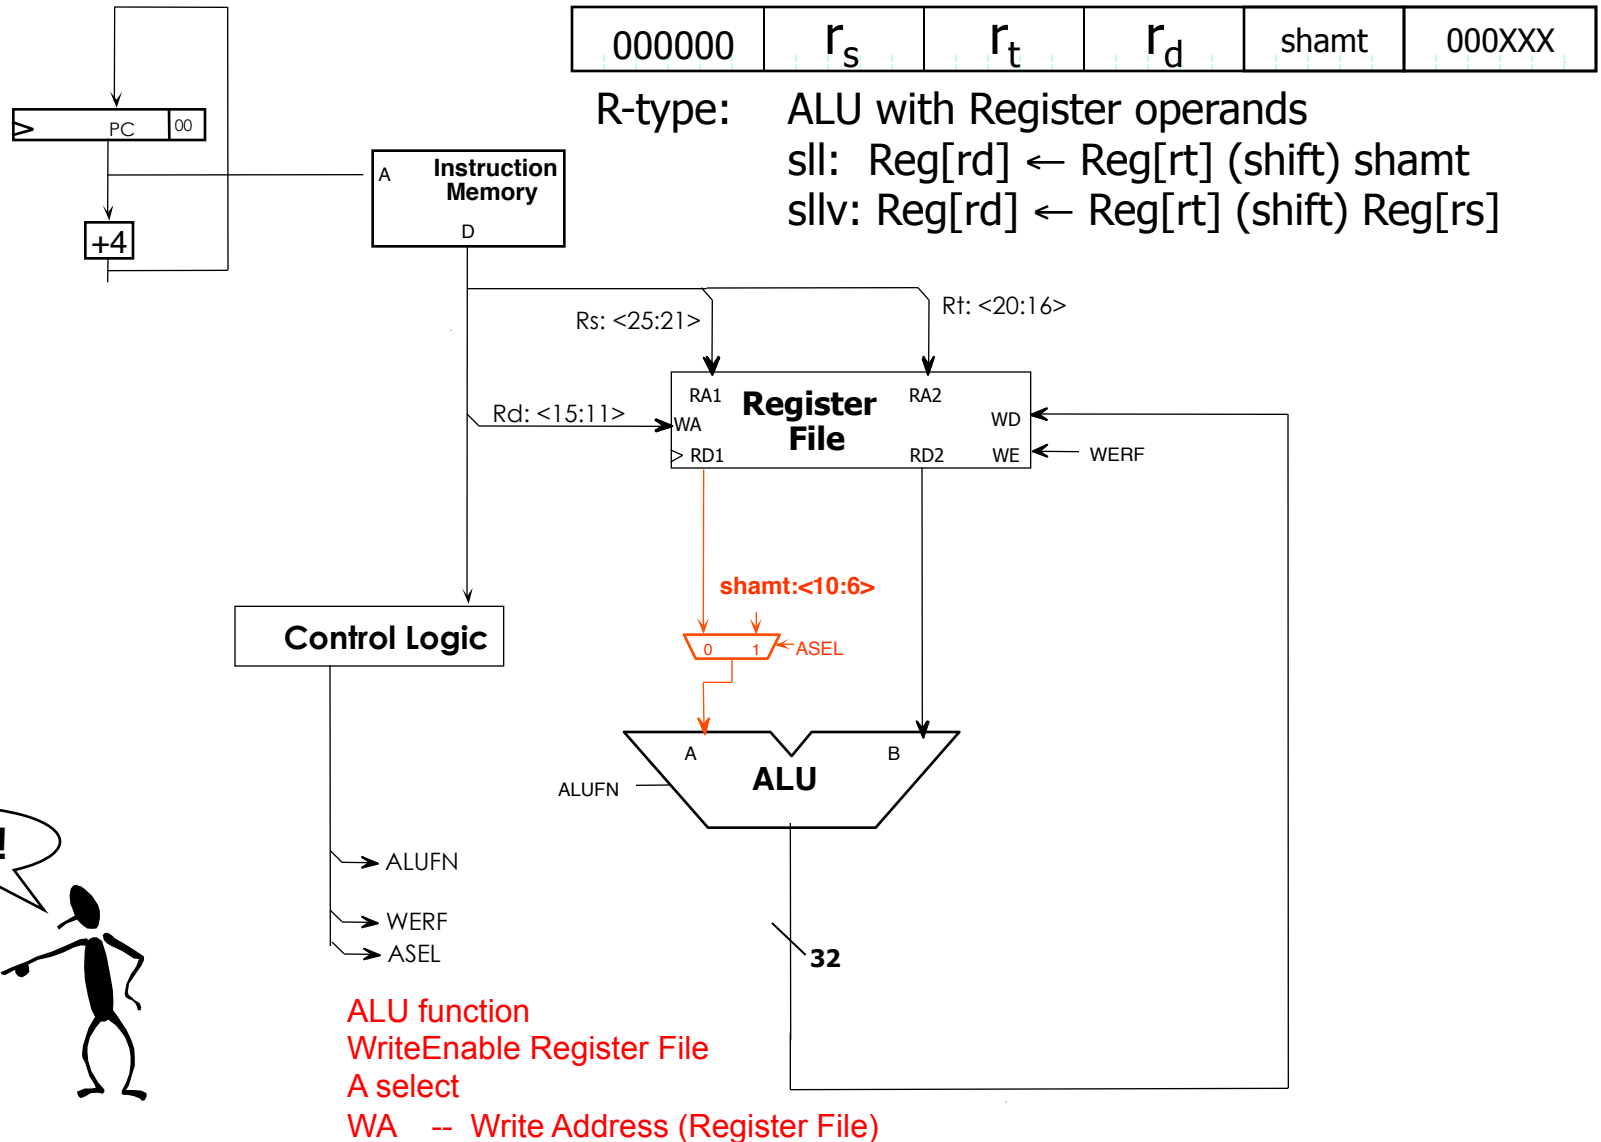 000000 rs rt rd shamt 000XXX
R-type: ALU with Register operands
sll: Reg[rd] ← Reg[rt] (shift) shamt
sllv: Reg[rd] ← Reg[rt] (shift) Reg[rs]
PC 00
+4
A Instruction
Memory
D
Rs: <25:21>
Rt: <20:16>
Rd: <15:11>
RA1 RA2
Register
File
WA WD
RD1 RD2 WE
WERF
shamt:<10:6>
0 1 ASEL
Control Logic
A B
ALU
ALUFN
!
ALUFN
WERF
ASEL
32
ALU function
WriteEnable Register File
A select
WA -- Write Address (Register File)